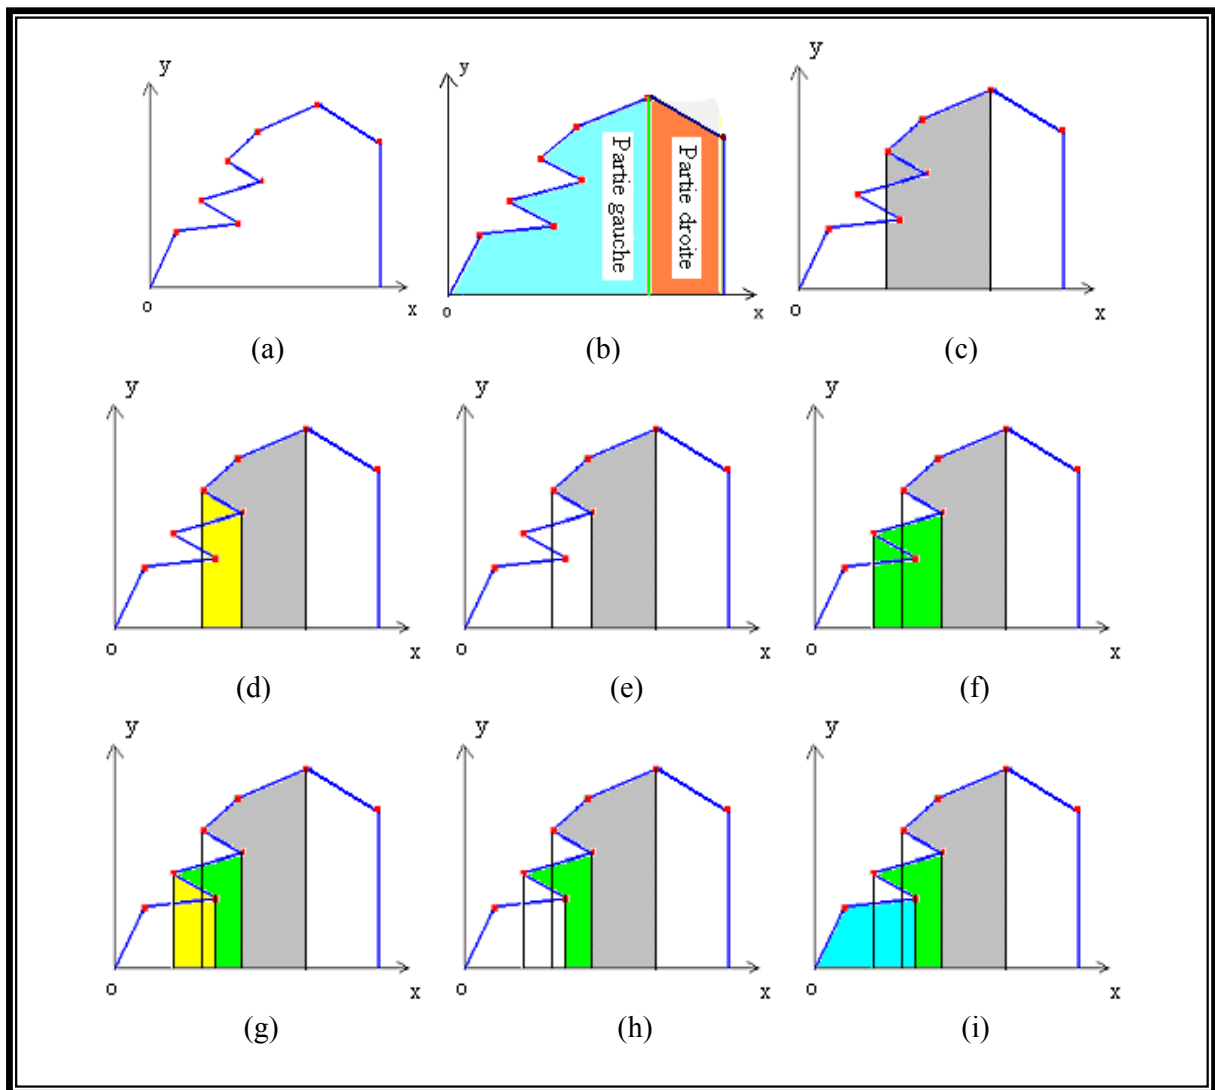 y
o
x
(a)
y
Partie gauche
Partie droite
o
x
(b)
y
o
x
(c)
y
o
x
(d)
y
o
x
(e)
y
o
x
(f)
y
o
x
(g)
y
o
x
(h)
y
o
x
(i)